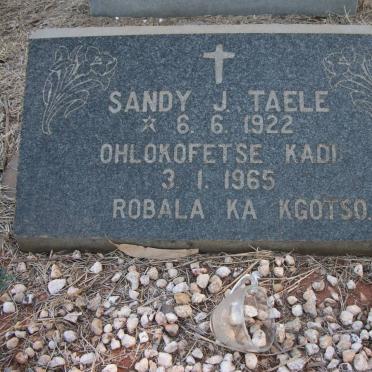 SANDY J. TAELE
* 6. 6. 1922
OHLOKOFETSE KADI
3. 1. 1965
ROBALA KA KGOTSO.